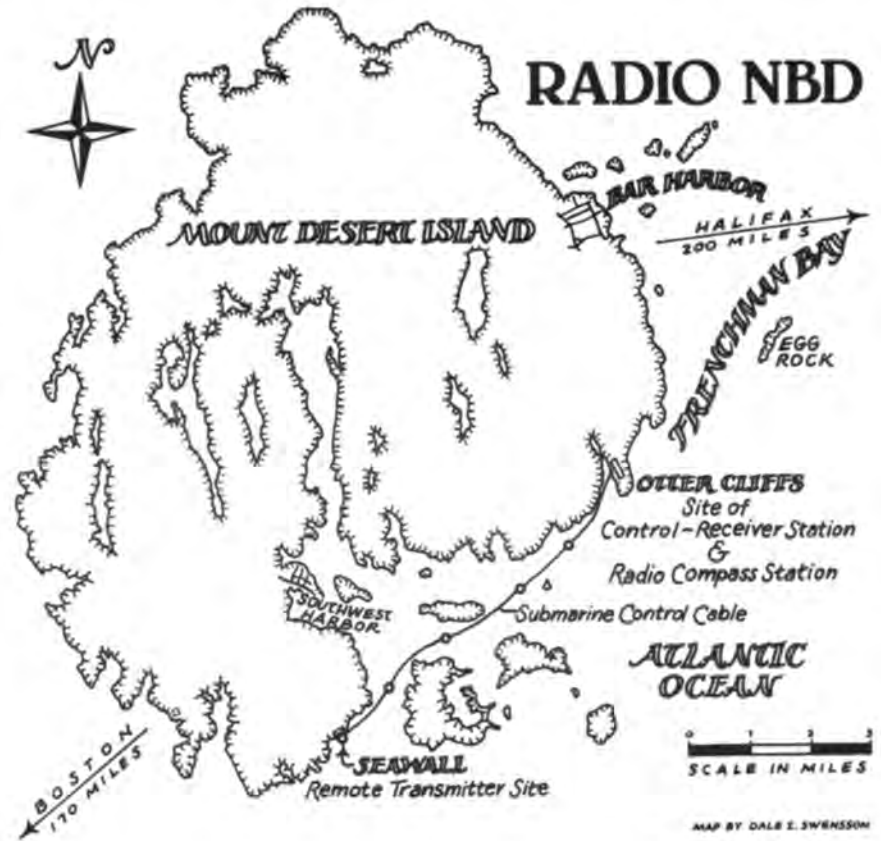 N
RADIO NBD
BAR HARBOR
MOUNT DESERT ISLAND
HALIFAX
200 MILES
TRENCHMAN BAY
EGG
ROCK
OTTER CLIFFS
Site of
Control-Receiver Station
&
Radio Compass Station
SOUTHWEST
HARBOR
Submarine Control Cable
ATLANTIC
OCEAN
BOSTON
170 MILES
SEAWALL
Remote Transmitter Site
0 1 2 3
SCALE IN MILES
MAP BY DALE I. SWENSSON